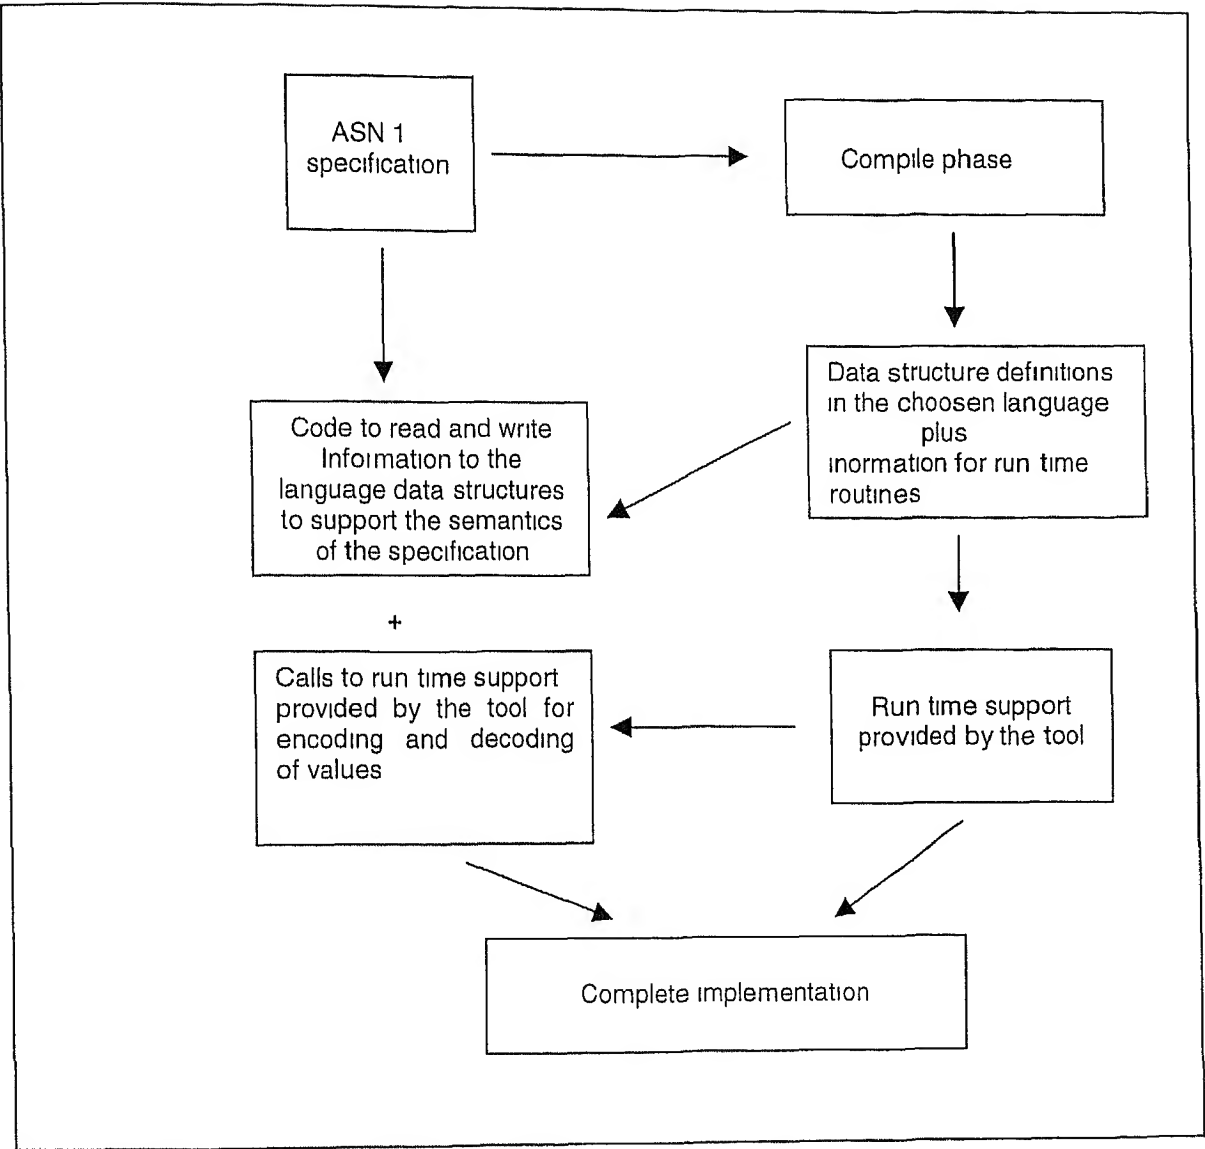 ASN 1
specification
Compile phase
Data structure definitions
in the choosen language
plus
inormation for run time
routines
Code to read and write
Information to the
language data structures
to support the semantics
of the specification
+
Calls to run time support
provided by the tool for
encoding and decoding
of values
Run time support
provided by the tool
Complete implementation